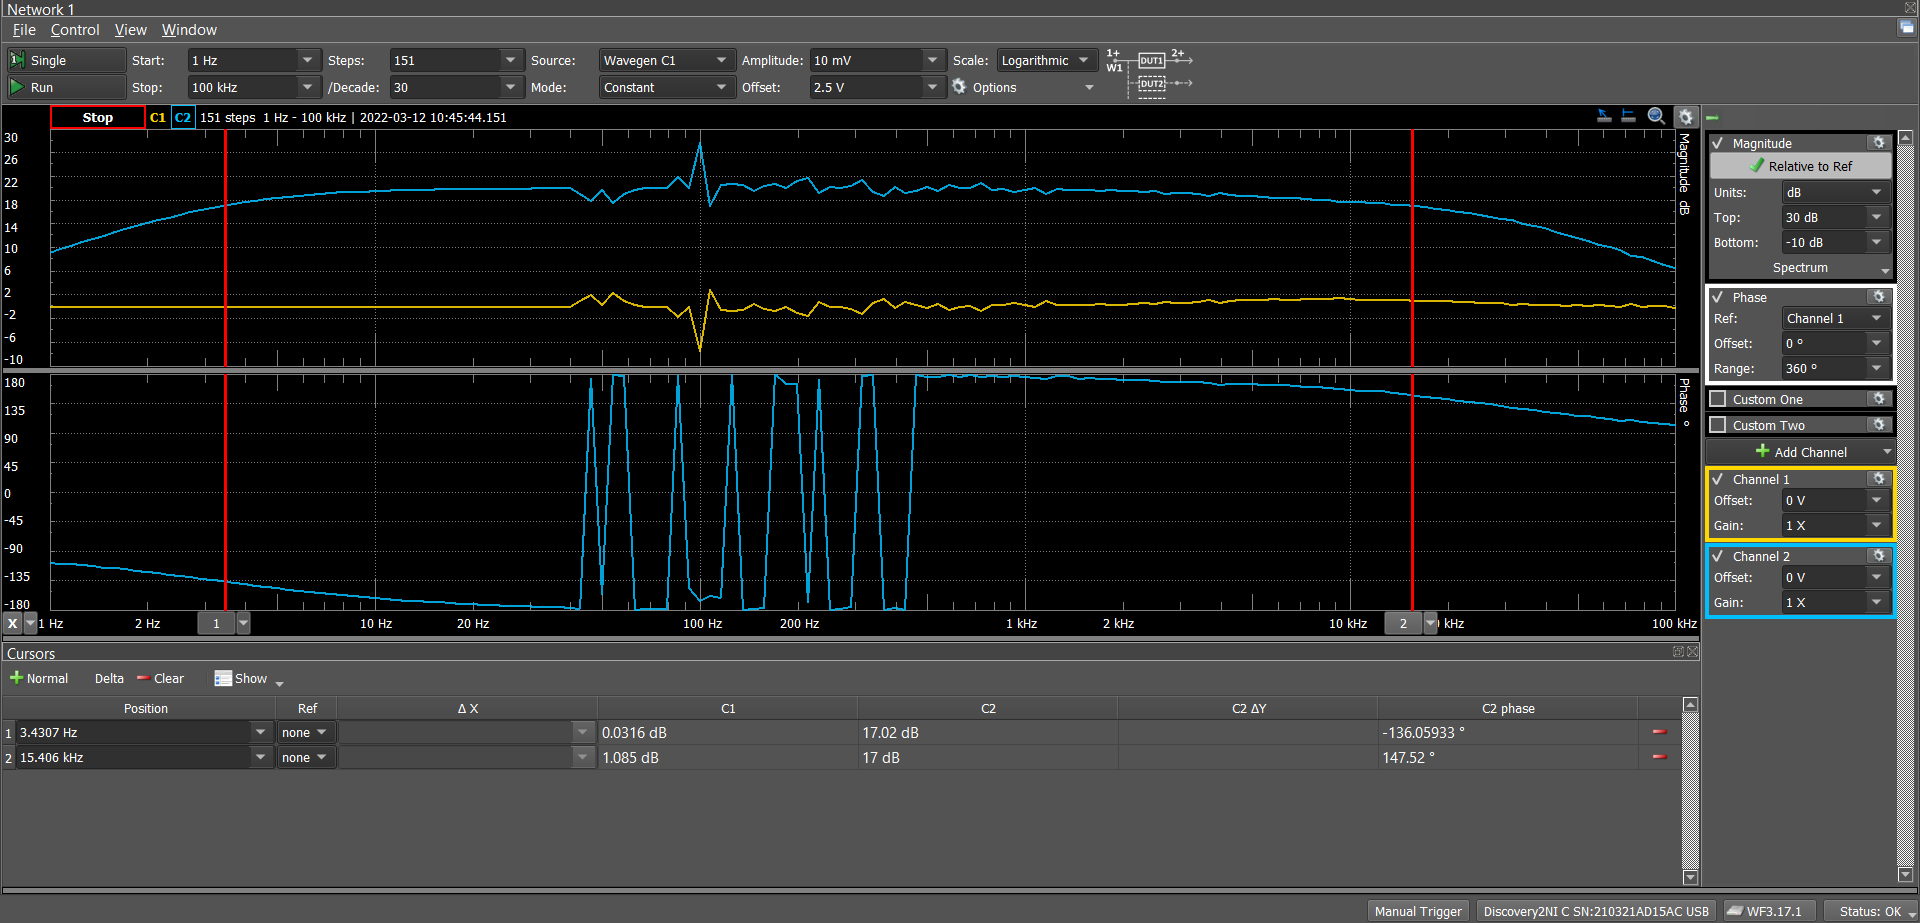 Network 1
File Control View Window
Single Start: 1 Hz Steps: 151 Source: Wavegen C1 Amplitude: 10 mV Scale: Logarithmic 1+ W1 DUT1 2+
Run Stop: 100 kHz /Decade: 30 Mode: Constant Offset: 2.5 V Options DUT2
Stop C1 C2 151 steps 1 Hz - 100 kHz | 2022-03-12 10:45:44.151
30
26
22
18
14
10
6
2
-2
-6
-10
Magnitude dB
180
135
90
45
0
-45
-90
-135
-180
Phase °
X 1 Hz 2 Hz 1 10 Hz 20 Hz 100 Hz 200 Hz 1 kHz 2 kHz 10 kHz 2 kHz 100 kHz
Magnitude
Relative to Ref
Units: dB
Top: 30 dB
Bottom: -10 dB
Spectrum
Phase
Ref: Channel 1
Offset: 0 °
Range: 360 °
Custom One
Custom Two
Add Channel
Channel 1
Offset: 0 V
Gain: 1 X
Channel 2
Offset: 0 V
Gain: 1 X
Cursors
Normal Delta Clear Show
Position Ref Δ X C1 C2 C2 ΔY C2 phase
1 3.4307 Hz none 0.0316 dB 17.02 dB -136.05933 °
2 15.406 kHz none 1.085 dB 17 dB 147.52 °
Manual Trigger Discovery2NI C SN:210321AD15AC USB WF3.17.1 Status: OK